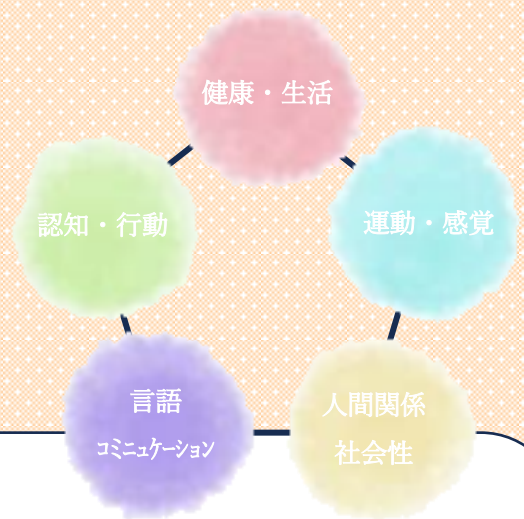 健康・生活
認知・行動
運動・感覚
言語
コミニュケーション
人間関係
社会性